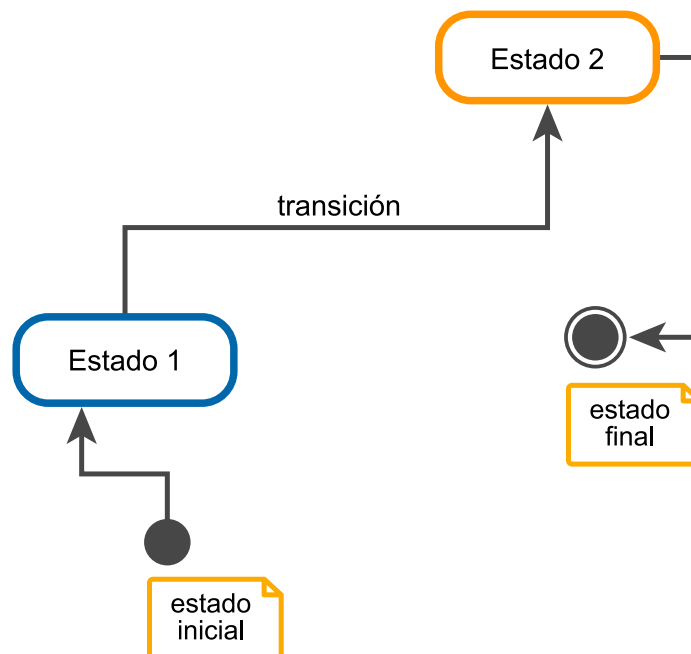 Estado 2
transición
Estado 1
estado
final
estado
inicial